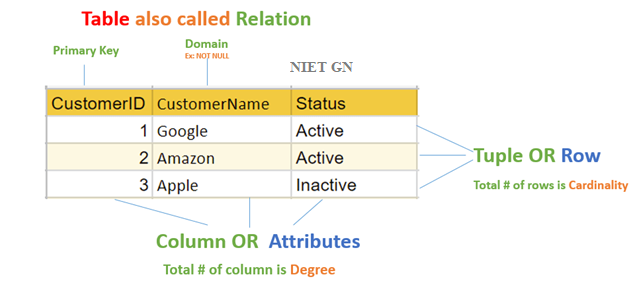 Table also called Relation
Primary Key
Domain
Ex: NOT NULL
NIET GN
CustomerID CustomerName Status
1 Google Active
2 Amazon Active
3 Apple Inactive
Tuple OR Row
Total # of rows is Cardinality
Column OR Attributes
Total # of column is Degree